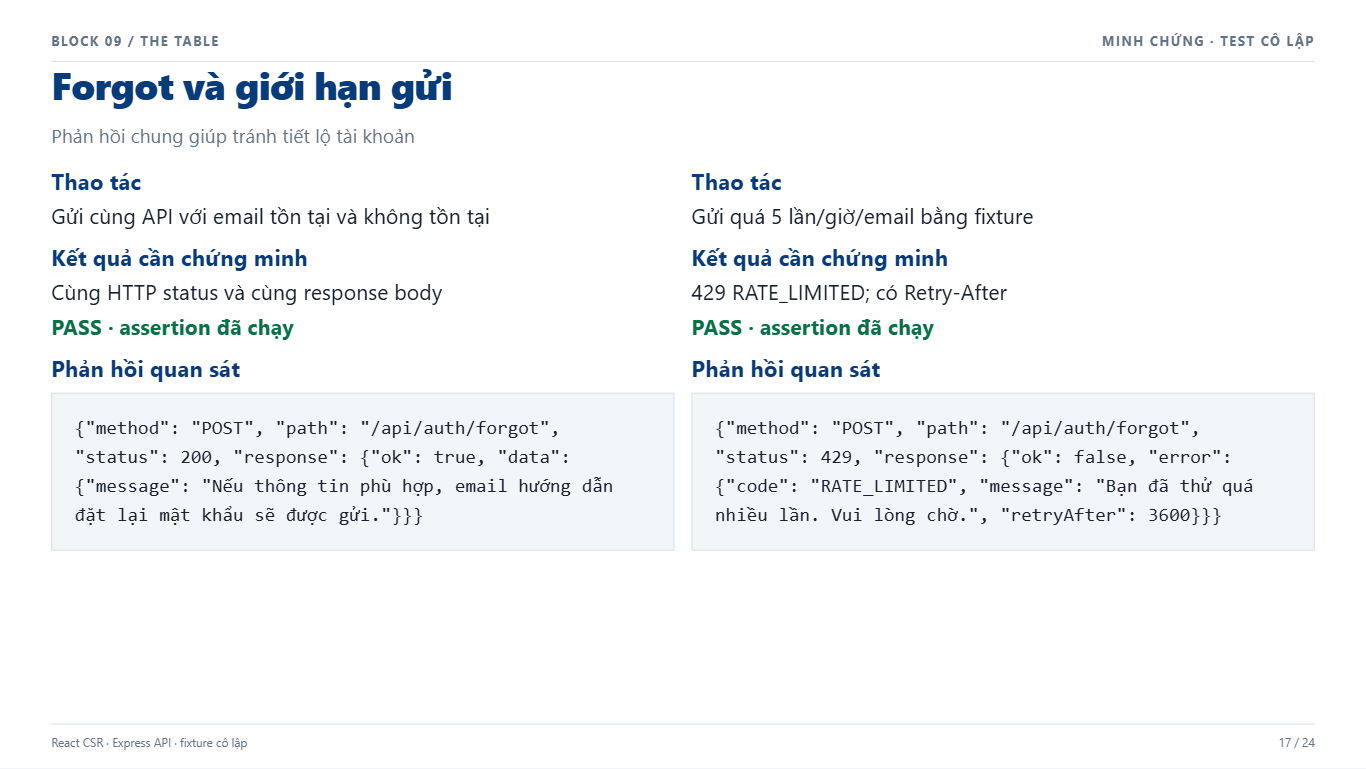 BLOCK 09 / THE TABLE
MINH CHỨNG · TEST CÔ LẬP
Forgot và giới hạn gửi
Phản hồi chung giúp tránh tiết lộ tài khoản
Thao tác
Gửi cùng API với email tồn tại và không tồn tại
Kết quả cần chứng minh
Cùng HTTP status và cùng response body
PASS · assertion đã chạy
Phản hồi quan sát
{"method": "POST", "path": "/api/auth/forgot",
"status": 200, "response": {"ok": true, "data":
{"message": "Nếu thông tin phù hợp, email hướng dẫn
đặt lại mật khẩu sẽ được gửi."}}}
Thao tác
Gửi quá 5 lần/giờ/email bằng fixture
Kết quả cần chứng minh
429 RATE_LIMITED; có Retry-After
PASS · assertion đã chạy
Phản hồi quan sát
{"method": "POST", "path": "/api/auth/forgot",
"status": 429, "response": {"ok": false, "error":
{"code": "RATE_LIMITED", "message": "Bạn đã thử quá
nhiều lần. Vui lòng chờ.", "retryAfter": 3600}}}
React CSR · Express API · fixture cô lập
17 / 24